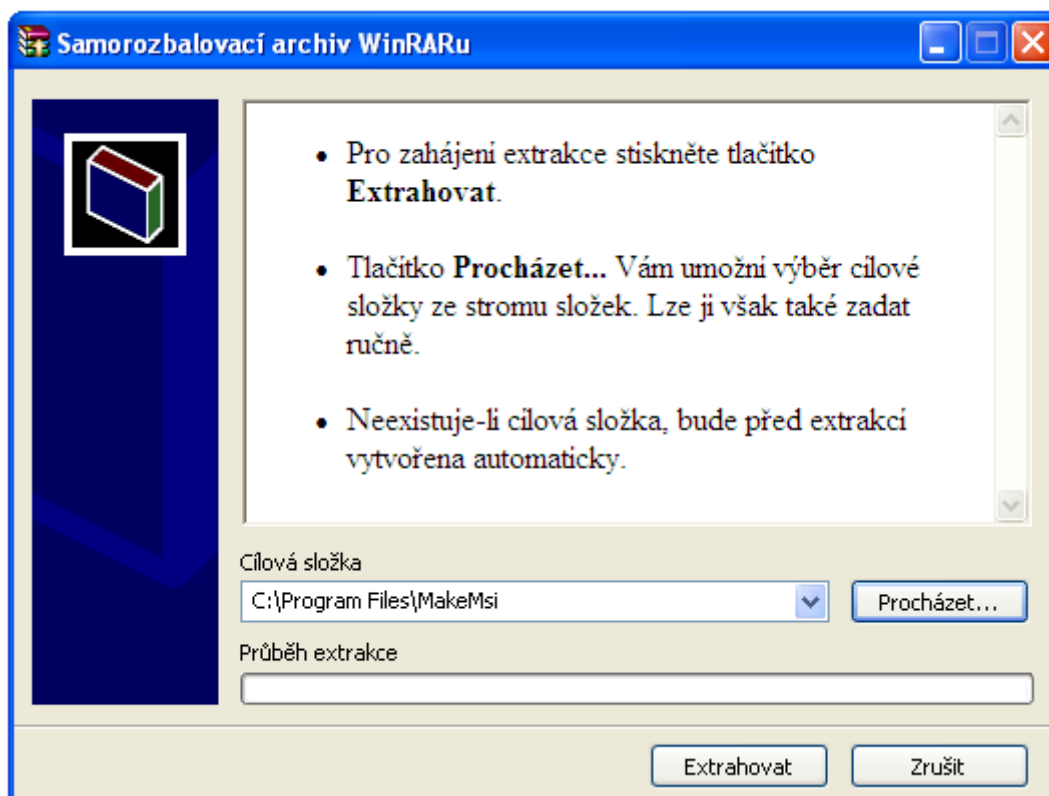 Samorozbalovací archiv WinRARu
• Pro zahájení extrakce stiskněte tlačítko
Extrahovat.
• Tlačítko Procházet... Vám umožní výběr cílové
složky ze stromu složek. Lze ji však také zadat
ručně.
• Neexistuje-li cílová složka, bude před extrakcí
vytvořena automaticky.
Cílová složka
C:\Program Files\MakeMsi
Procházet...
Průběh extrakce
Extrahovat
Zrušit